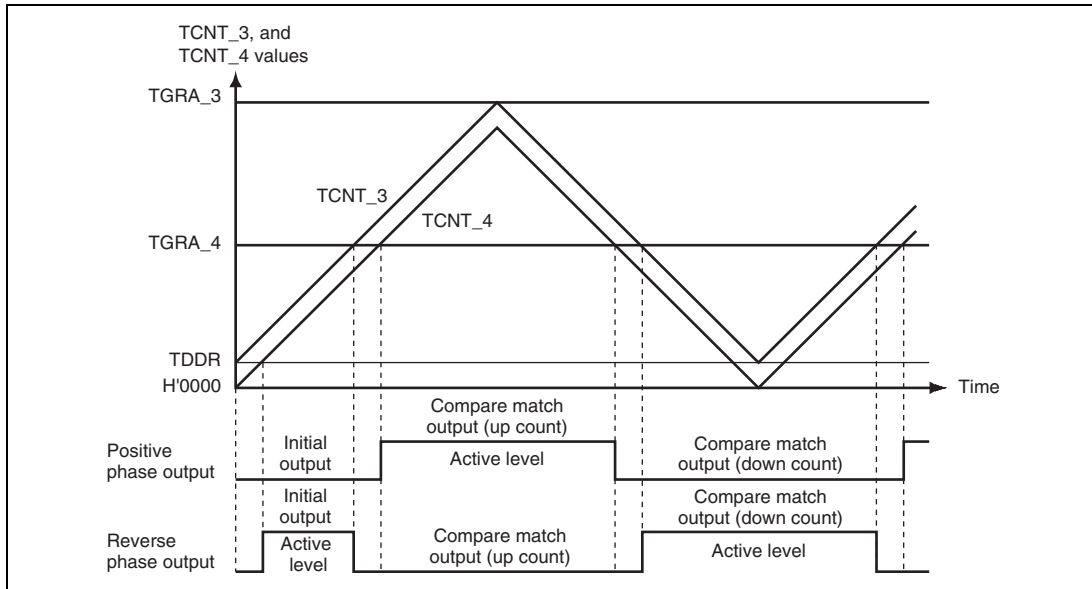 TCNT_3, and
TCNT_4 values
TGRA_3
TCNT_3
TCNT_4
TGRA_4
TDDR
H'0000
Time
Positive
phase output
Initial
output
Compare match
output (up count)
Active level
Compare match
output (down count)
Reverse
phase output
Initial
output
Active
level
Compare match
output (up count)
Compare match
output (down count)
Active level